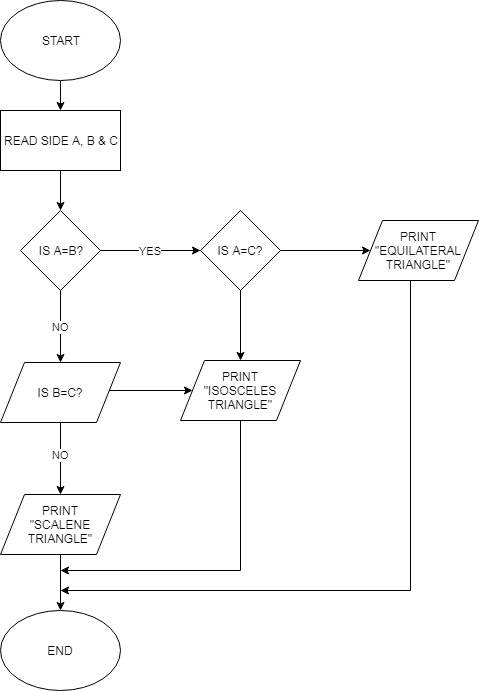 START
READ SIDE A, B & C
IS A=B?
YES
IS A=C?
PRINT
"EQUILATERAL
TRIANGLE"
NO
IS B=C?
PRINT
"ISOSCELES
TRIANGLE"
NO
PRINT
"SCALENE
TRIANGLE"
END